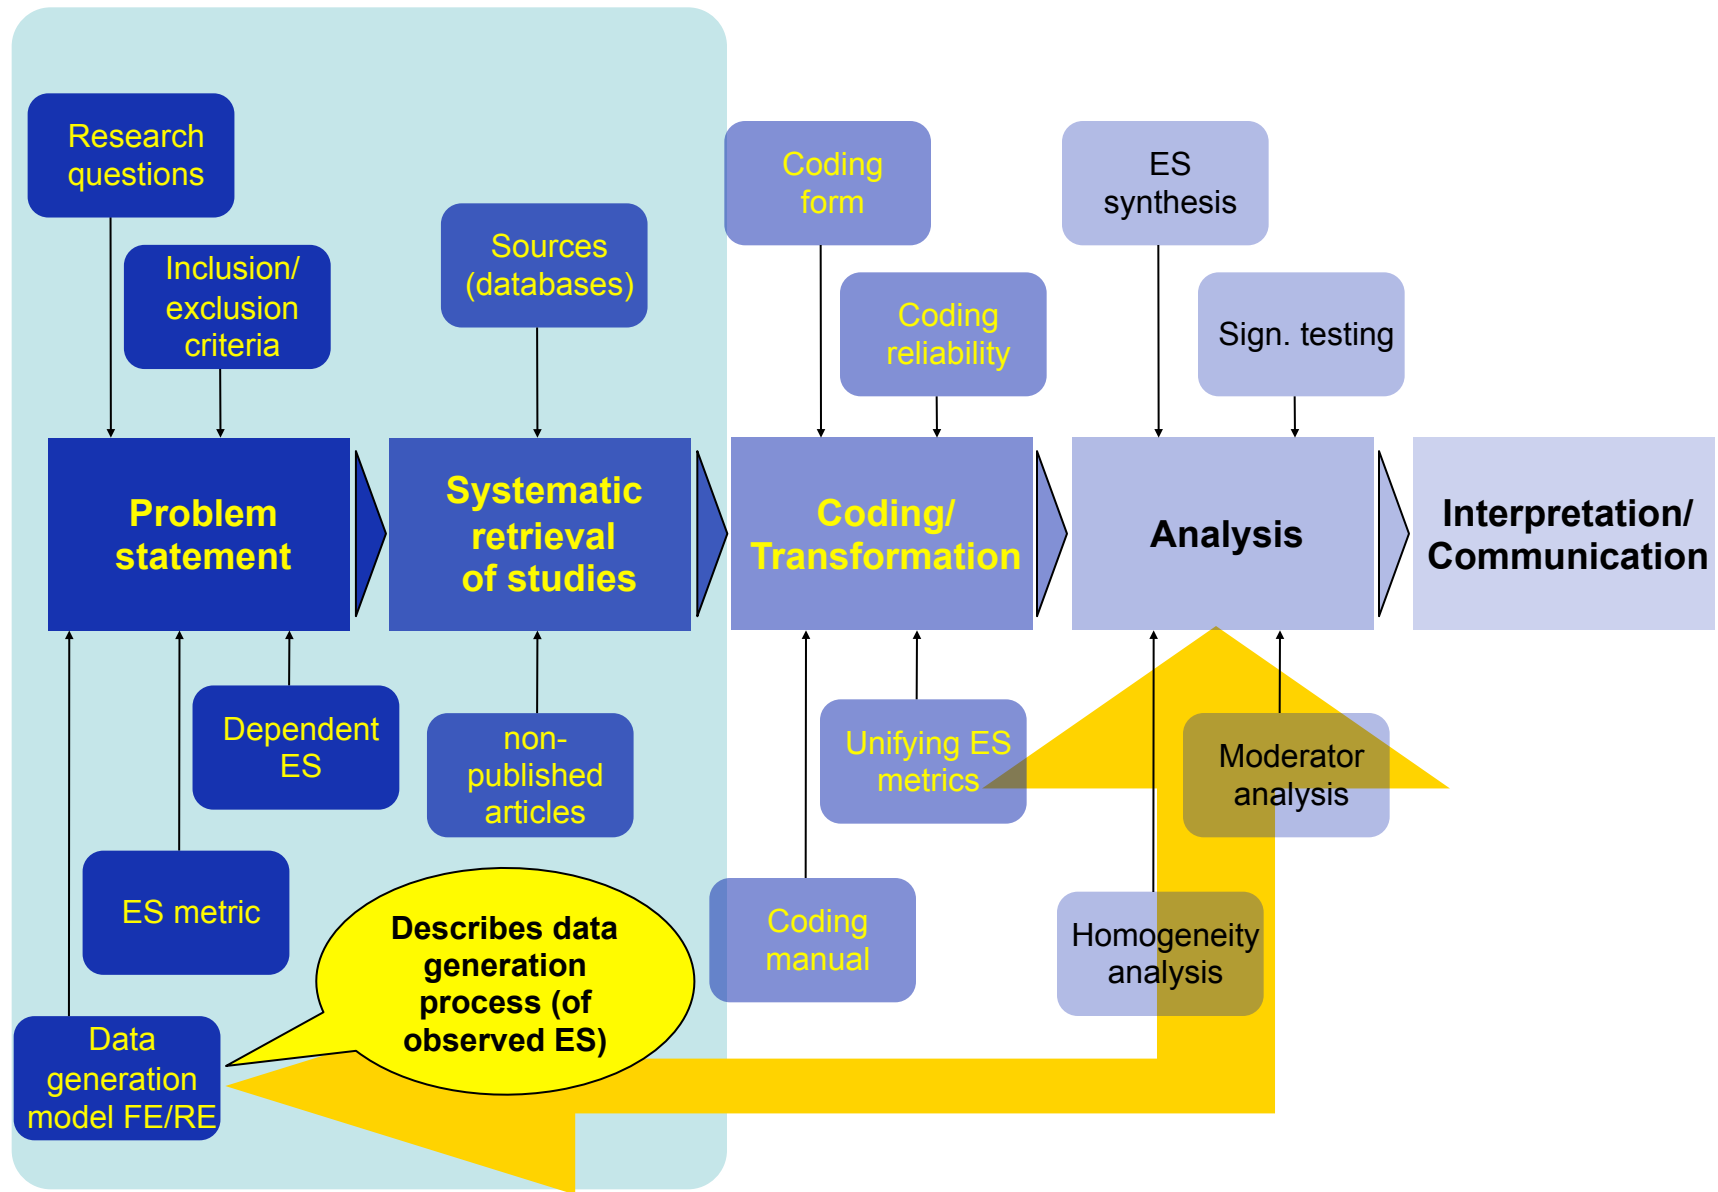 Research
questions
Inclusion/
exclusion
criteria
Sources
(databases)
Coding
form
Coding
reliability
ES
synthesis
Sign. testing
Problem
statement
Systematic
retrieval
of studies
Coding/
Transformation
Analysis
Interpretation/
Communication
Dependent
ES
ES metric
Data
generation
model FE/RE
non-
published
articles
Describes data
generation
process (of
observed ES)
Unifying ES
metrics
Coding
manual
Moderator
analysis
Homogeneity
analysis